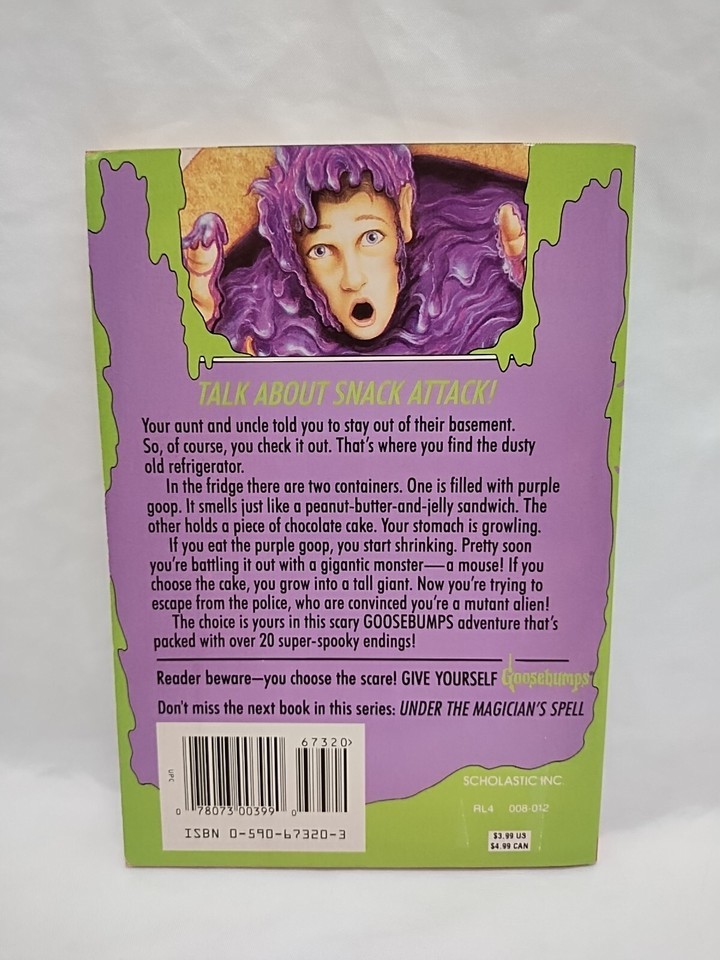 TALK ABOUT SNACK ATTACK!
Your aunt and uncle told you to stay out of their basement.
So, of course, you check it out. That's where you find the dusty
old refrigerator.
In the fridge there are two containers. One is filled with purple
goop. It smells just like a peanut-butter-and-jelly sandwich. The
other holds a piece of chocolate cake. Your stomach is growling.
If you eat the purple goop, you start shrinking. Pretty soon
you're battling it out with a gigantic monster—a mouse! If you
choose the cake, you grow into a tall giant. Now you're trying to
escape from the police, who are convinced you're a mutant alien!
The choice is yours in this scary GOOSEBUMPS adventure that's
packed with over 20 super-spooky endings!
Reader beware—you choose the scare! GIVE YOURSELF Goosebumps
Don't miss the next book in this series: UNDER THE MAGICIAN'S SPELL
67320>
UPC
0 78073 00399 0
ISBN 0-590-67320-3
SCHOLASTIC INC.
RL4 008-012
$3.99 US
$4.99 CAN